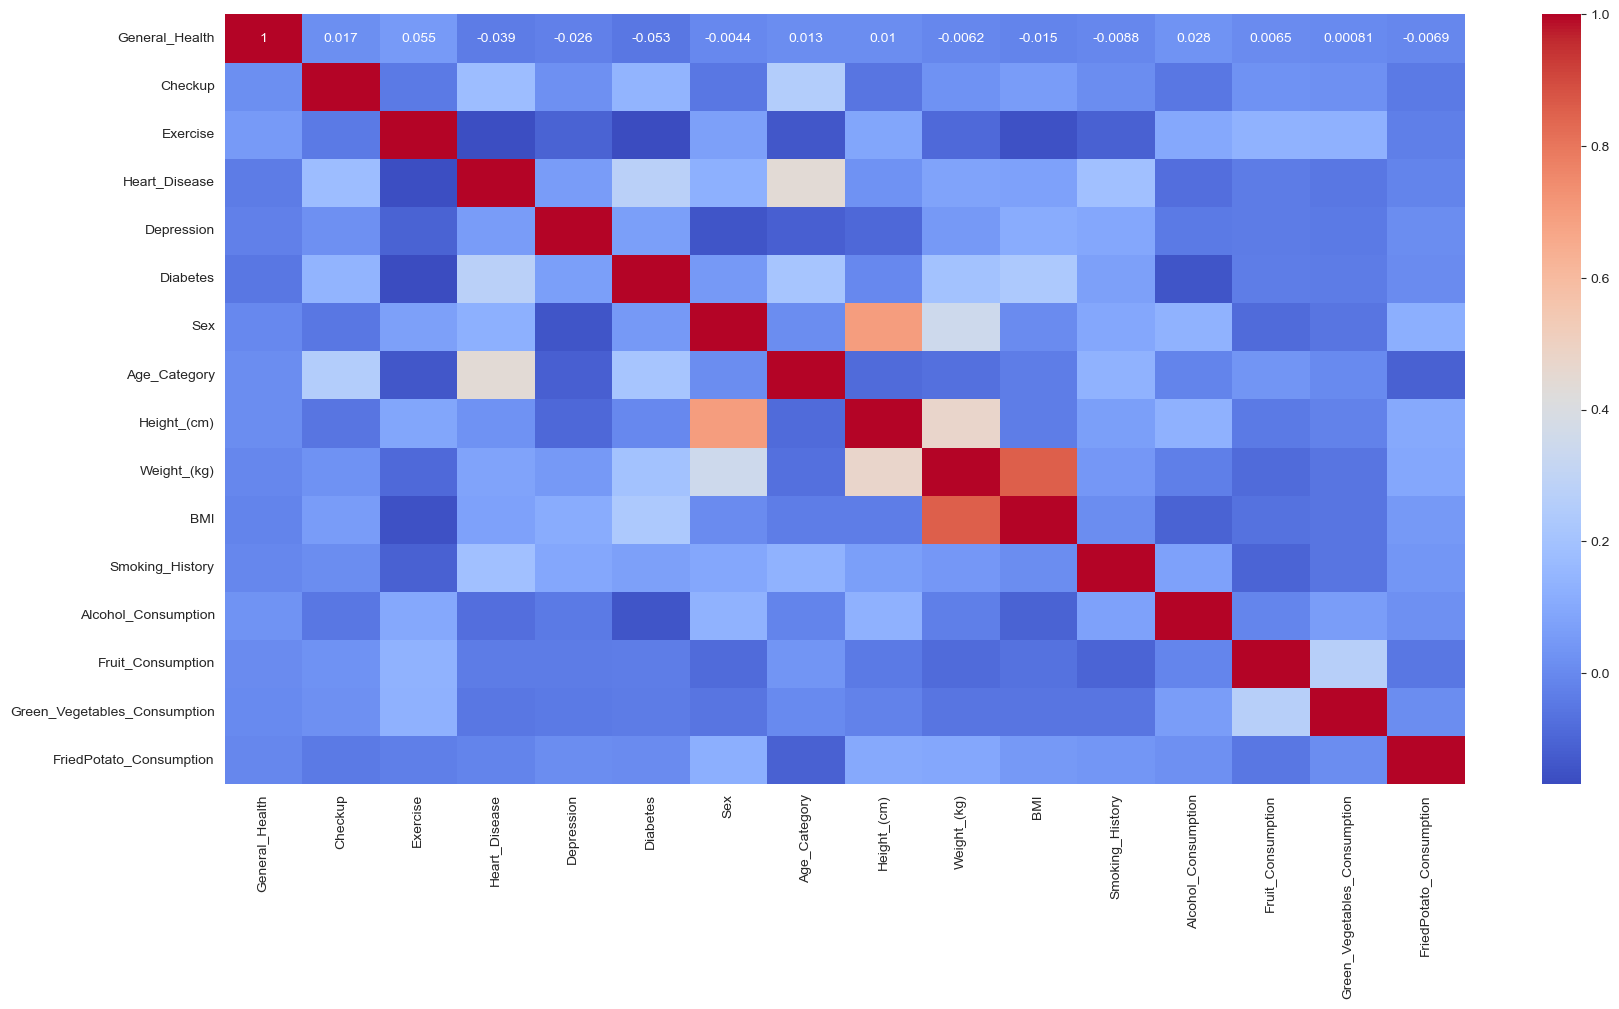 General_Health 1 0.017 0.055 -0.039 -0.026 -0.053 -0.0044 0.013 0.01 -0.0062 -0.015 -0.0088 0.028 0.0065 0.00081 -0.0069
Checkup
Exercise
Heart_Disease
Depression
Diabetes
Sex
Age_Category
Height_(cm)
Weight_(kg)
BMI
Smoking_History
Alcohol_Consumption
Fruit_Consumption
Green_Vegetables_Consumption
FriedPotato_Consumption
General_Health
Checkup
Exercise
Heart_Disease
Depression
Diabetes
Sex
Age_Category
Height_(cm)
Weight_(kg)
BMI
Smoking_History
Alcohol_Consumption
Fruit_Consumption
Green_Vegetables_Consumption
FriedPotato_Consumption
1.0
0.8
0.6
0.4
0.2
0.0